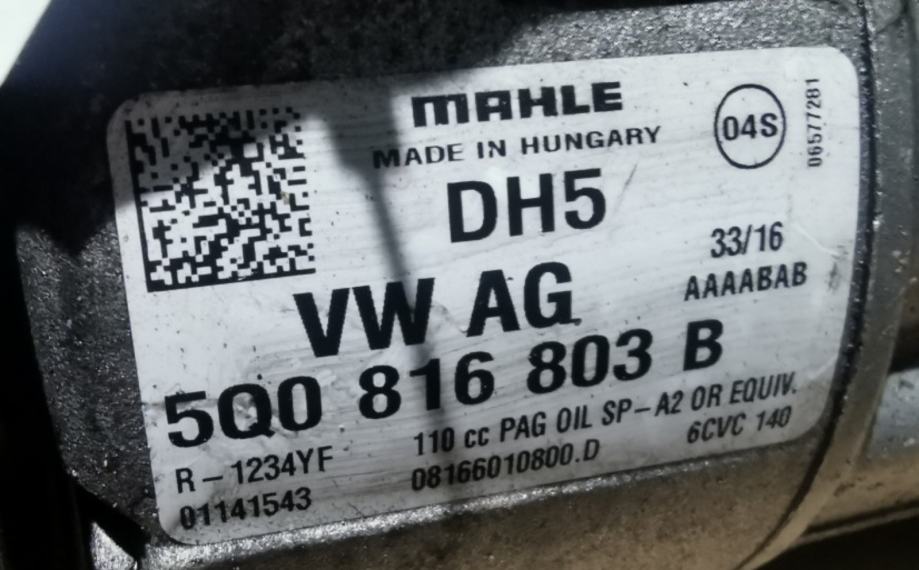 MAHLE
MADE IN HUNGARY
04S
06577281
DH5
33/16
AAAABAB
VW AG
5Q0 816 803 B
110 cc PAG OIL SP-A2 OR EQUIV.
R-1234YF
08166010800.D
6CVC 140
01141543